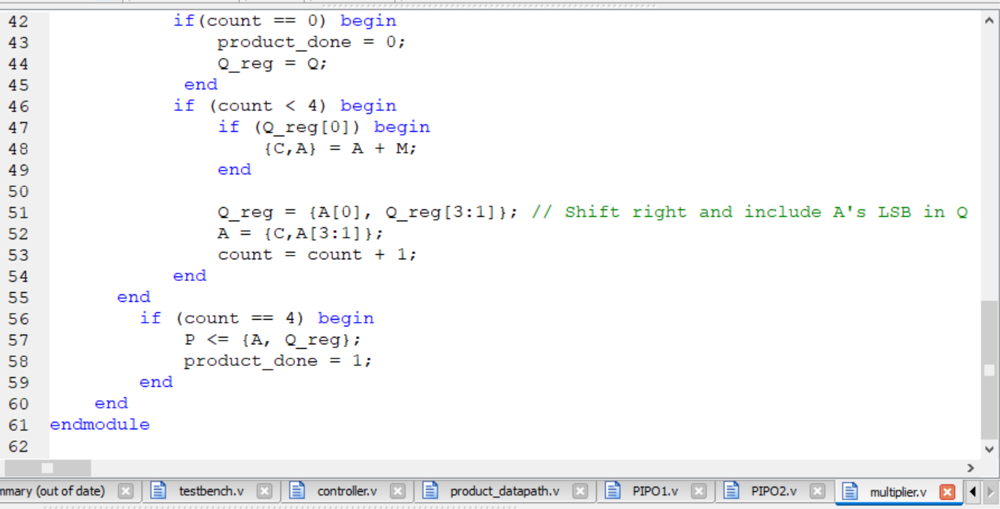 42 if(count == 0) begin
43 product_done = 0;
44 Q_reg = Q;
45 end
46 if (count < 4) begin
47 if (Q_reg[0]) begin
48 {C,A} = A + M;
49 end
50
51 Q_reg = {A[0], Q_reg[3:1]}; // Shift right and include A's LSB in Q
52 A = {C,A[3:1]};
53 count = count + 1;
54 end
55 end
56 if (count == 4) begin
57 P <= {A, Q_reg};
58 product_done = 1;
59 end
60 end
61 endmodule
62
mmary (out of date) testbench.v controller.v product_datapath.v PIPO1.v PIPO2.v multiplier.v